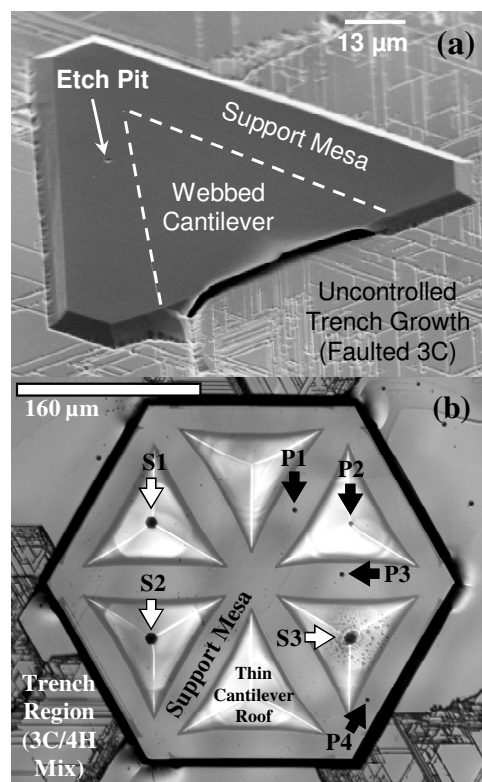 13 µm
(a)
Etch Pit
Support Mesa
Webbed
Cantilever
Uncontrolled
Trench Growth
(Faulted 3C)
160 µm
(b)
P1
S1
P2
P3
S2
Support Mesa
S3
Thin
Cantilever
Roof
Trench
Region
(3C/4H
Mix)
P4